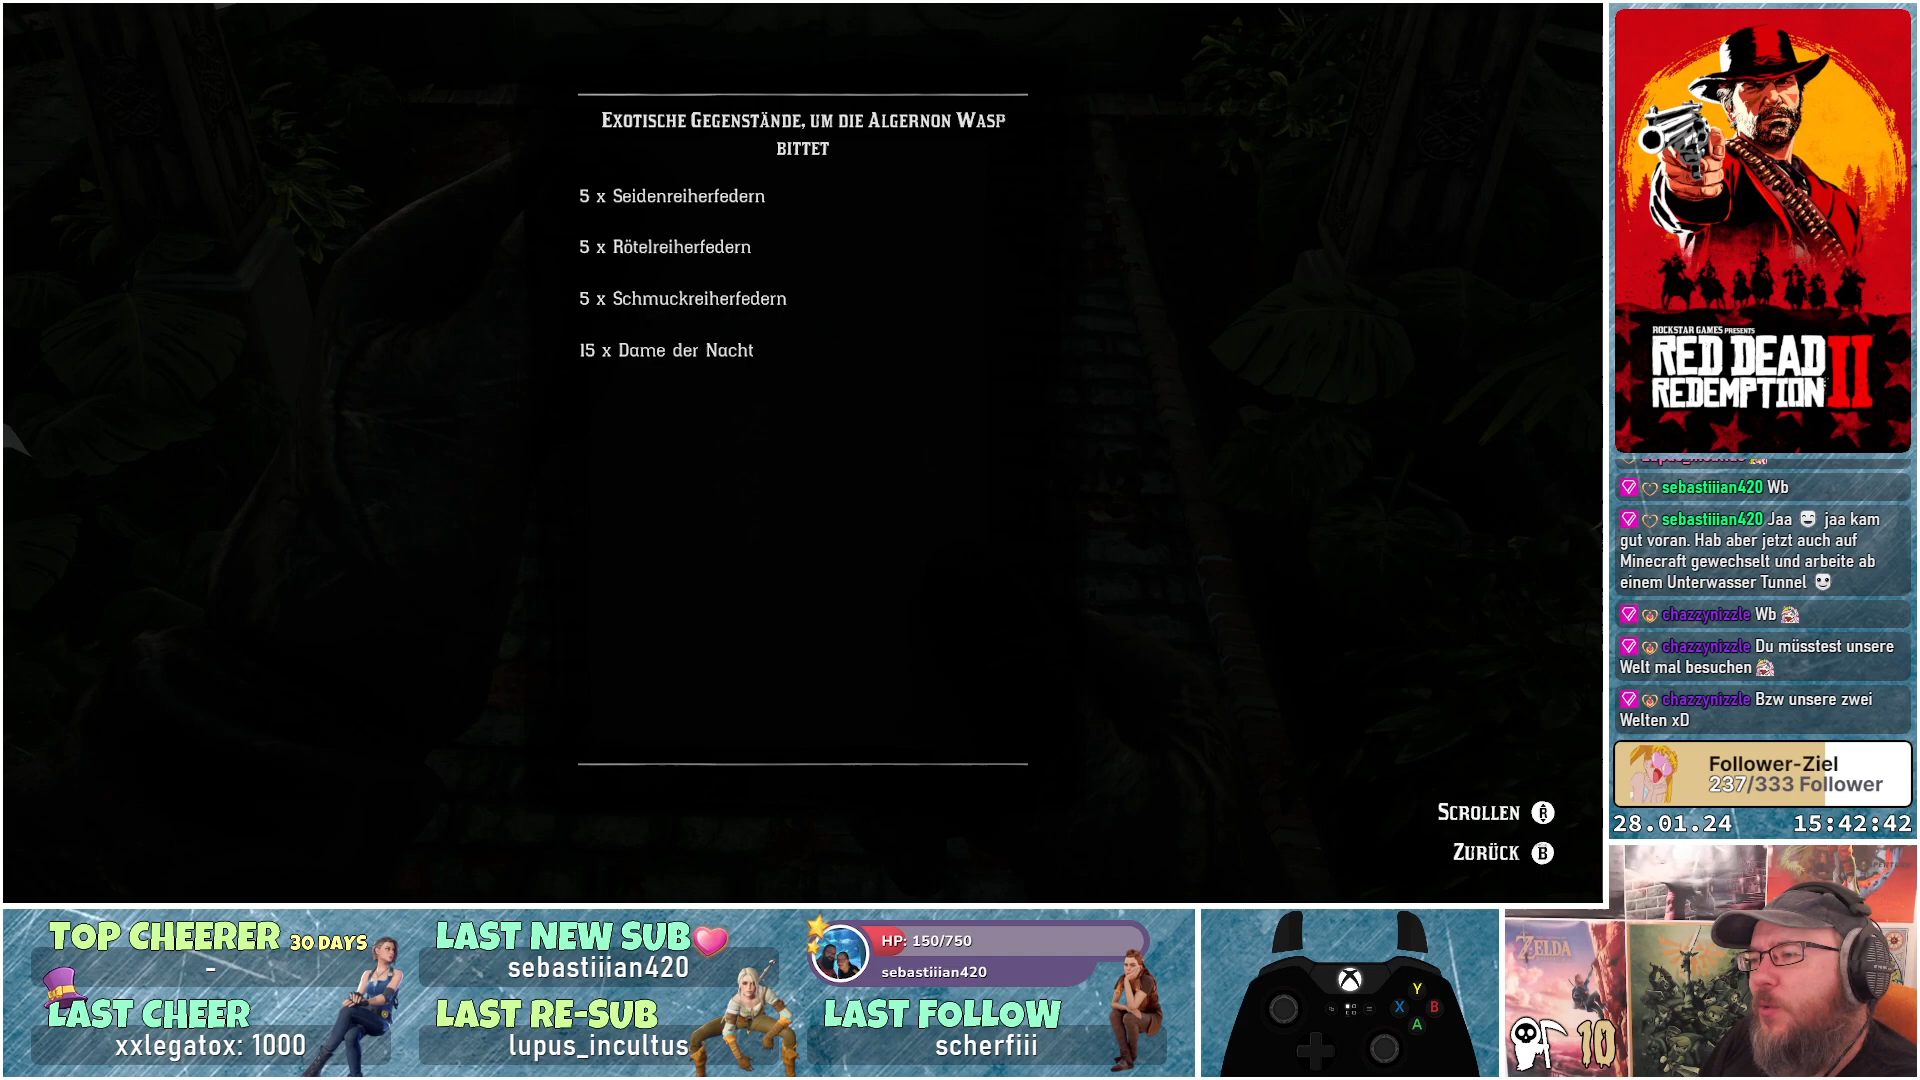 Exotische Gegenstände, um die Algernon Wasp
bittet
5 x Seidenreiherfedern
5 x Rötelreiherfedern
5 x Schmuckreiherfedern
15 x Dame der Nacht
Scrollen R
Zurück B
ROCKSTAR GAMES PRESENTS
RED DEAD
REDEMPTION II
sebastiiian420 Wb
sebastiiian420 Jaa jaa kam
gut voran. Hab aber jetzt auch auf
Minecraft gewechselt und arbeite ab
einem Unterwasser Tunnel
chazzynizzle Wb
chazzynizzle Du müsstest unsere
Welt mal besuchen
chazzynizzle Bzw unsere zwei
Welten xD
Follower-Ziel
237/333 Follower
28.01.24 15:42:42
TOP CHEERER 30 DAYS
-
LAST CHEER
xxlegatox: 1000
LAST NEW SUB
sebastiiian420
LAST RE-SUB
lupus_incultus
HP: 150/750
sebastiiian420
LAST FOLLOW
scherfiii
Y
X B
A
ZELDA
10